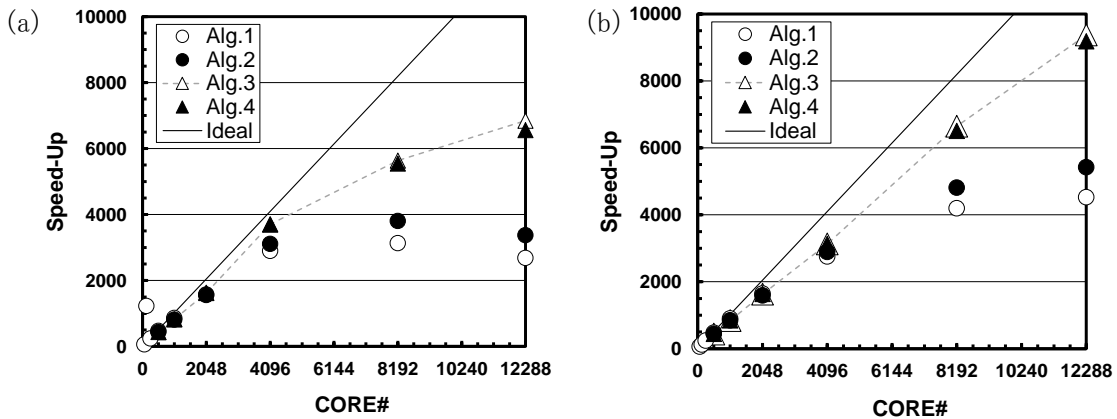 (a)
10000
8000
6000
4000
2000
0
Speed-Up
Alg.1
Alg.2
Alg.3
Alg.4
Ideal
0 2048 4096 6144 8192 10240 12288
CORE#
(b)
10000
8000
6000
4000
2000
0
Speed-Up
Alg.1
Alg.2
Alg.3
Alg.4
Ideal
0 2048 4096 6144 8192 10240 12288
CORE#